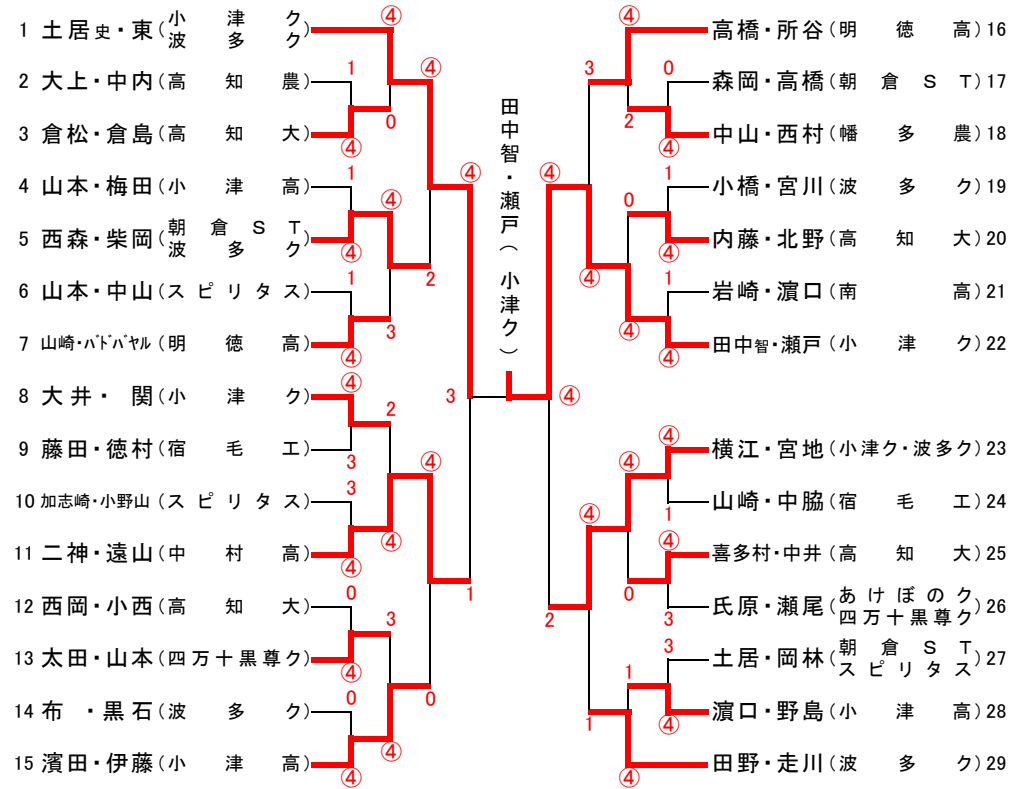 1 土居史・東(小津ク 波多ク)
2 大上・中内(高知農)
3 倉松・倉島(高知大)
4 山本・梅田(小津高)
5 西森・柴岡(朝倉ST 波多ク)
6 山本・中山(スピリタス)
7 山崎・バドバヤル(明徳高)
8 大井・関(小津ク)
9 藤田・徳村(宿毛工)
10 加志崎・小野山(スピリタス)
11 二神・遠山(中村高)
12 西岡・小西(高知大)
13 太田・山本(四万十黒尊ク)
14 布・黒石(波多ク)
15 濱田・伊藤(小津高)
④
1
④
0
④
1
④
④
④
1
④
3
2
④
④
3
2
3
④
④
④
0
3
④
0
④
④
0
1
3
田中智・瀬戸(小津ク)
④
④
3
0
2
④
1
0
④
1
④
④
④
④
④
④
1
④
④
0
3
2
3
1
④
1
④
高橋・所谷(明徳高)16
森岡・高橋(朝倉ST)17
中山・西村(幡多農)18
小橋・宮川(波多ク)19
内藤・北野(高知大)20
岩崎・濵口(南高)21
田中智・瀬戸(小津ク)22
横江・宮地(小津ク・波多ク)23
山崎・中脇(宿毛工)24
喜多村・中井(高知大)25
氏原・瀬尾(あけぼのク 四万十黒尊ク)26
土居・岡林(朝倉ST スピリタス)27
濵口・野島(小津高)28
田野・走川(波多ク)29